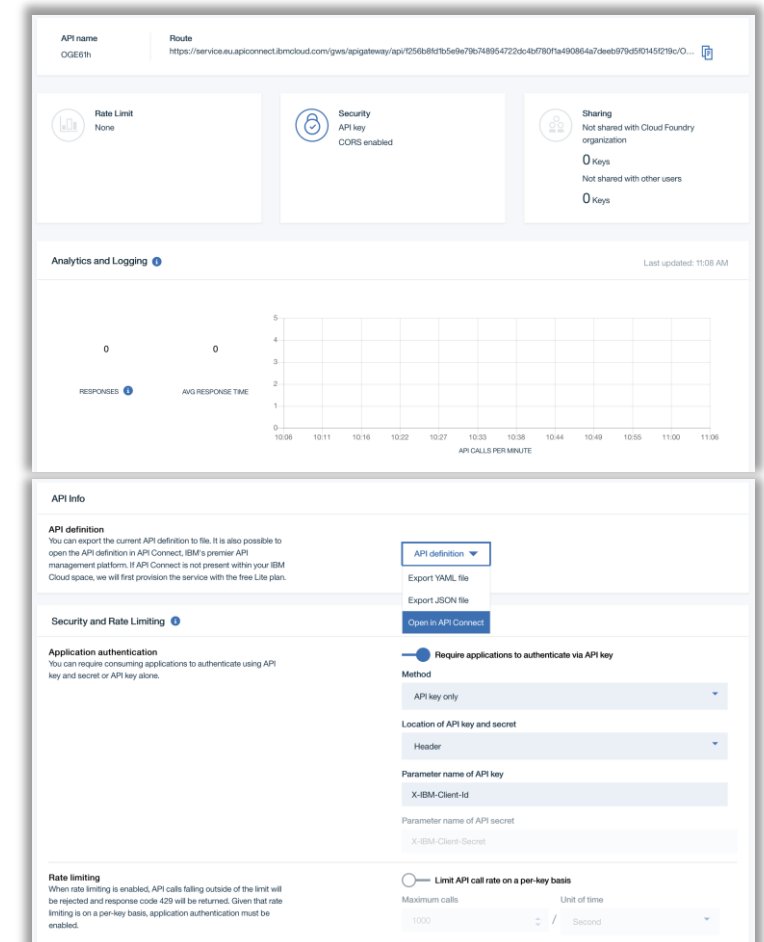 API name
OGE61h
Route
https://service.eu.apiconnect.ibmcloud.com/gws/apigateway/api/f256b8fd1b5e9e79b748954722dc4bf780f1a490864a7deeb979d5f0145f219c/O...
Rate Limit
None
Security
API key
CORS enabled
Sharing
Not shared with Cloud Foundry
organization
0 Keys
Not shared with other users
0 Keys
Analytics and Logging
Last updated: 11:08 AM
0
RESPONSES
0
AVG RESPONSE TIME
5
4
3
2
1
0
10:06 10:11 10:16 10:22 10:27 10:33 10:38 10:44 10:49 10:55 11:00 11:06
API CALLS PER MINUTE
API Info
API definition
You can export the current API definition to file. It is also possible to
open the API definition in API Connect, IBM's premier API
management platform. If API Connect is not present within your IBM
Cloud space, we will first provision the service with the free Lite plan.
API definition
Export YAML file
Export JSON file
Open in API Connect
Security and Rate Limiting
Application authentication
You can require consuming applications to authenticate using API
key and secret or API key alone.
Require applications to authenticate via API key
Method
API key only
Location of API key and secret
Header
Parameter name of API key
X-IBM-Client-Id
Parameter name of API secret
X-IBM-Client-Secret
Rate limiting
When rate limiting is enabled, API calls falling outside of the limit will
be rejected and response code 429 will be returned. Given that rate
limiting is on a per-key basis, application authentication must be
enabled.
Limit API call rate on a per-key basis
Maximum calls
Unit of time
1000 / Second